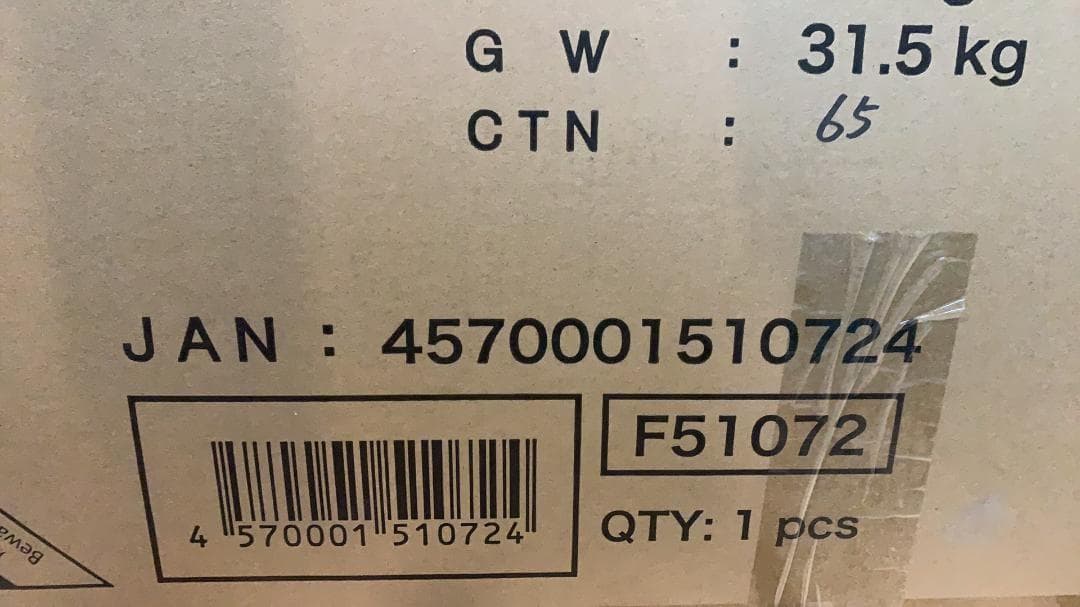 G W : 31.5 kg
CTN : 65
JAN : 4570001510724
F51072
4 570001 510724
QTY: 1 pcs